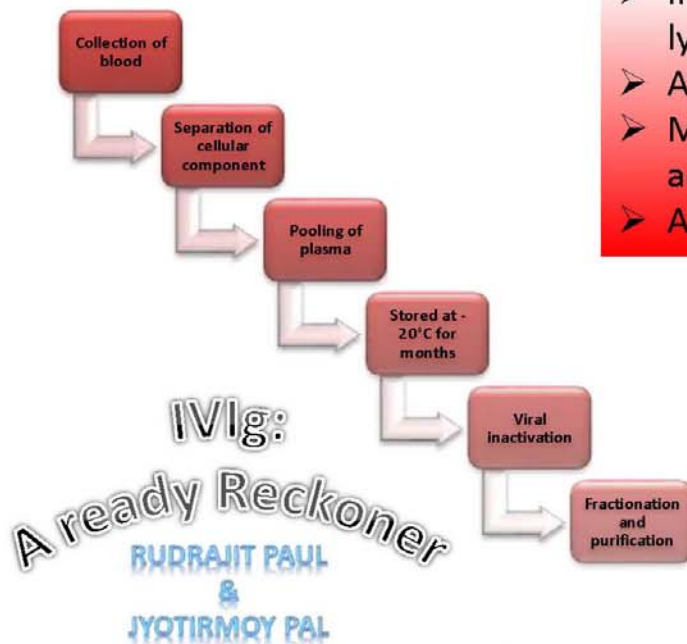 Collection of
blood
Separation of
cellular
component
Pooling of
plasma
Stored at -
20°C for
months
Viral
inactivation
Fractionation
and
purification
ly
➤ A
➤ M
a
➤ A
IVIg:
A ready Reckoner
RUDRAJIT PAUL
&
JYOTIRMOY PAL